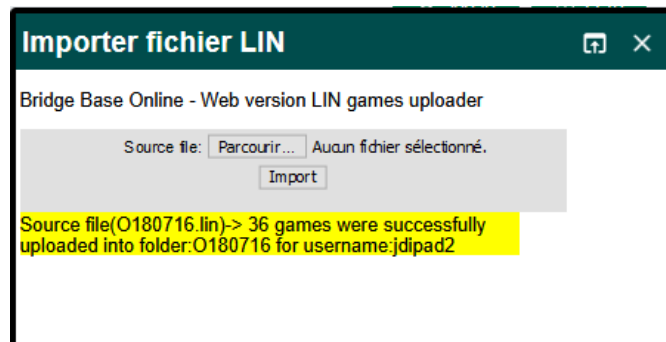 Importer fichier LIN
Bridge Base Online - Web version LIN games uploader
Source file: Parcourir... Aucun fichier sélectionné.
Import
Source file(O180716.lin)-> 36 games were successfully
uploaded into folder:O180716 for username:jdipad2